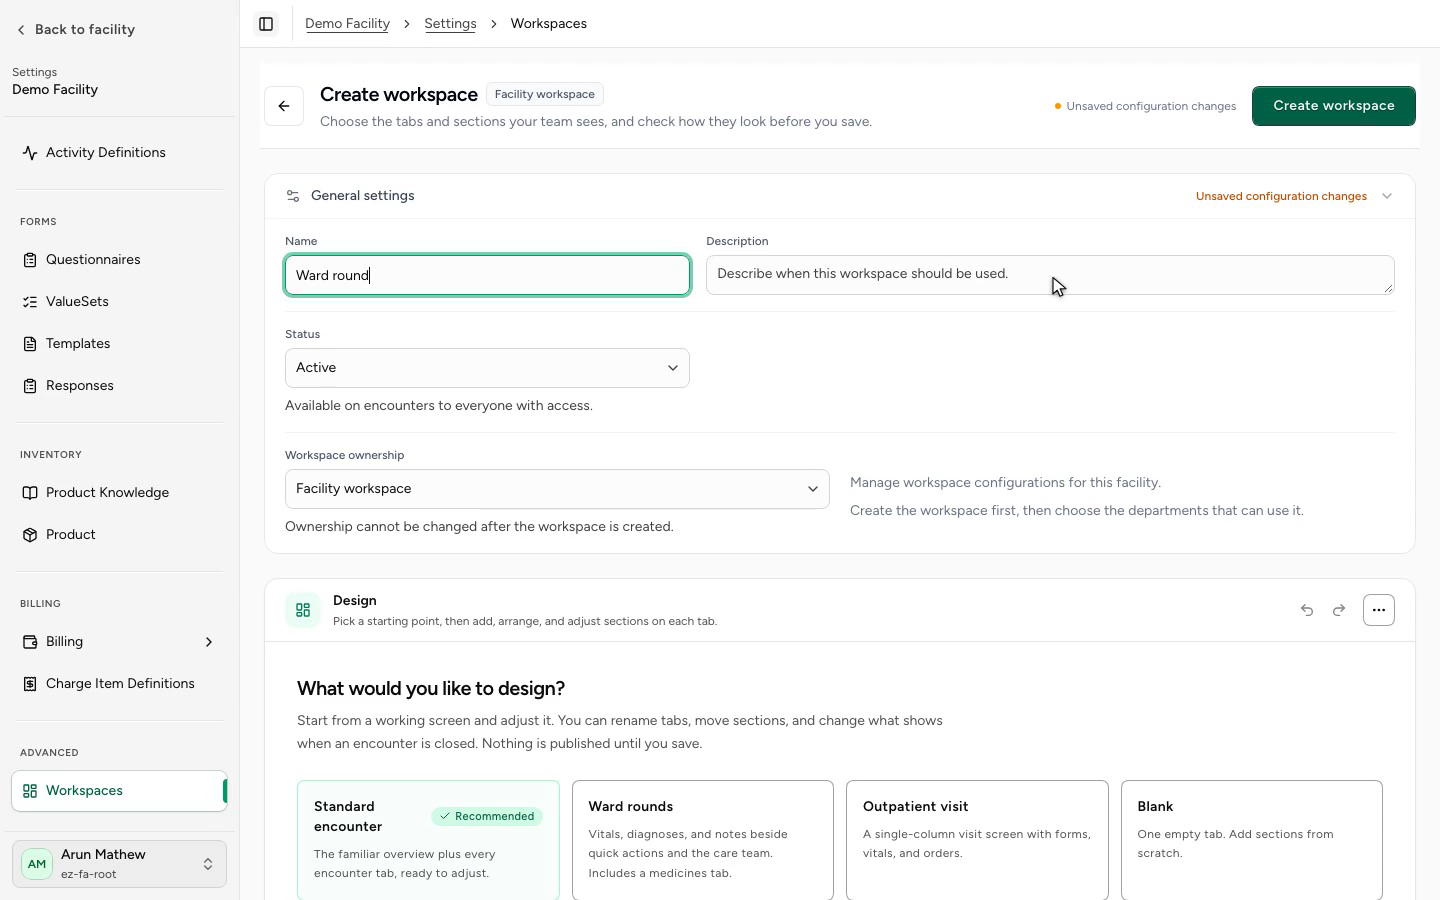 Back to facility
Settings
Demo Facility
Activity Definitions
FORMS
Questionnaires
ValueSets
Templates
Responses
INVENTORY
Product Knowledge
Product
BILLING
Billing
Charge Item Definitions
ADVANCED
Workspaces
AM
Arun Mathew
ez-fa-root
Demo Facility > Settings > Workspaces
Create workspace Facility workspace
Choose the tabs and sections your team sees, and check how they look before you save.
Unsaved configuration changes
Create workspace
General settings
Unsaved configuration changes
Name
Ward round
Description
Describe when this workspace should be used.
Status
Active
Available on encounters to everyone with access.
Workspace ownership
Facility workspace
Ownership cannot be changed after the workspace is created.
Manage workspace configurations for this facility.
Create the workspace first, then choose the departments that can use it.
Design
Pick a starting point, then add, arrange, and adjust sections on each tab.
What would you like to design?
Start from a working screen and adjust it. You can rename tabs, move sections, and change what shows
when an encounter is closed. Nothing is published until you save.
Standard
encounter
Recommended
The familiar overview plus every
encounter tab, ready to adjust.
Ward rounds
Vitals, diagnoses, and notes beside
quick actions and the care team.
Includes a medicines tab.
Outpatient visit
A single-column visit screen with forms,
vitals, and orders.
Blank
One empty tab. Add sections from
scratch.